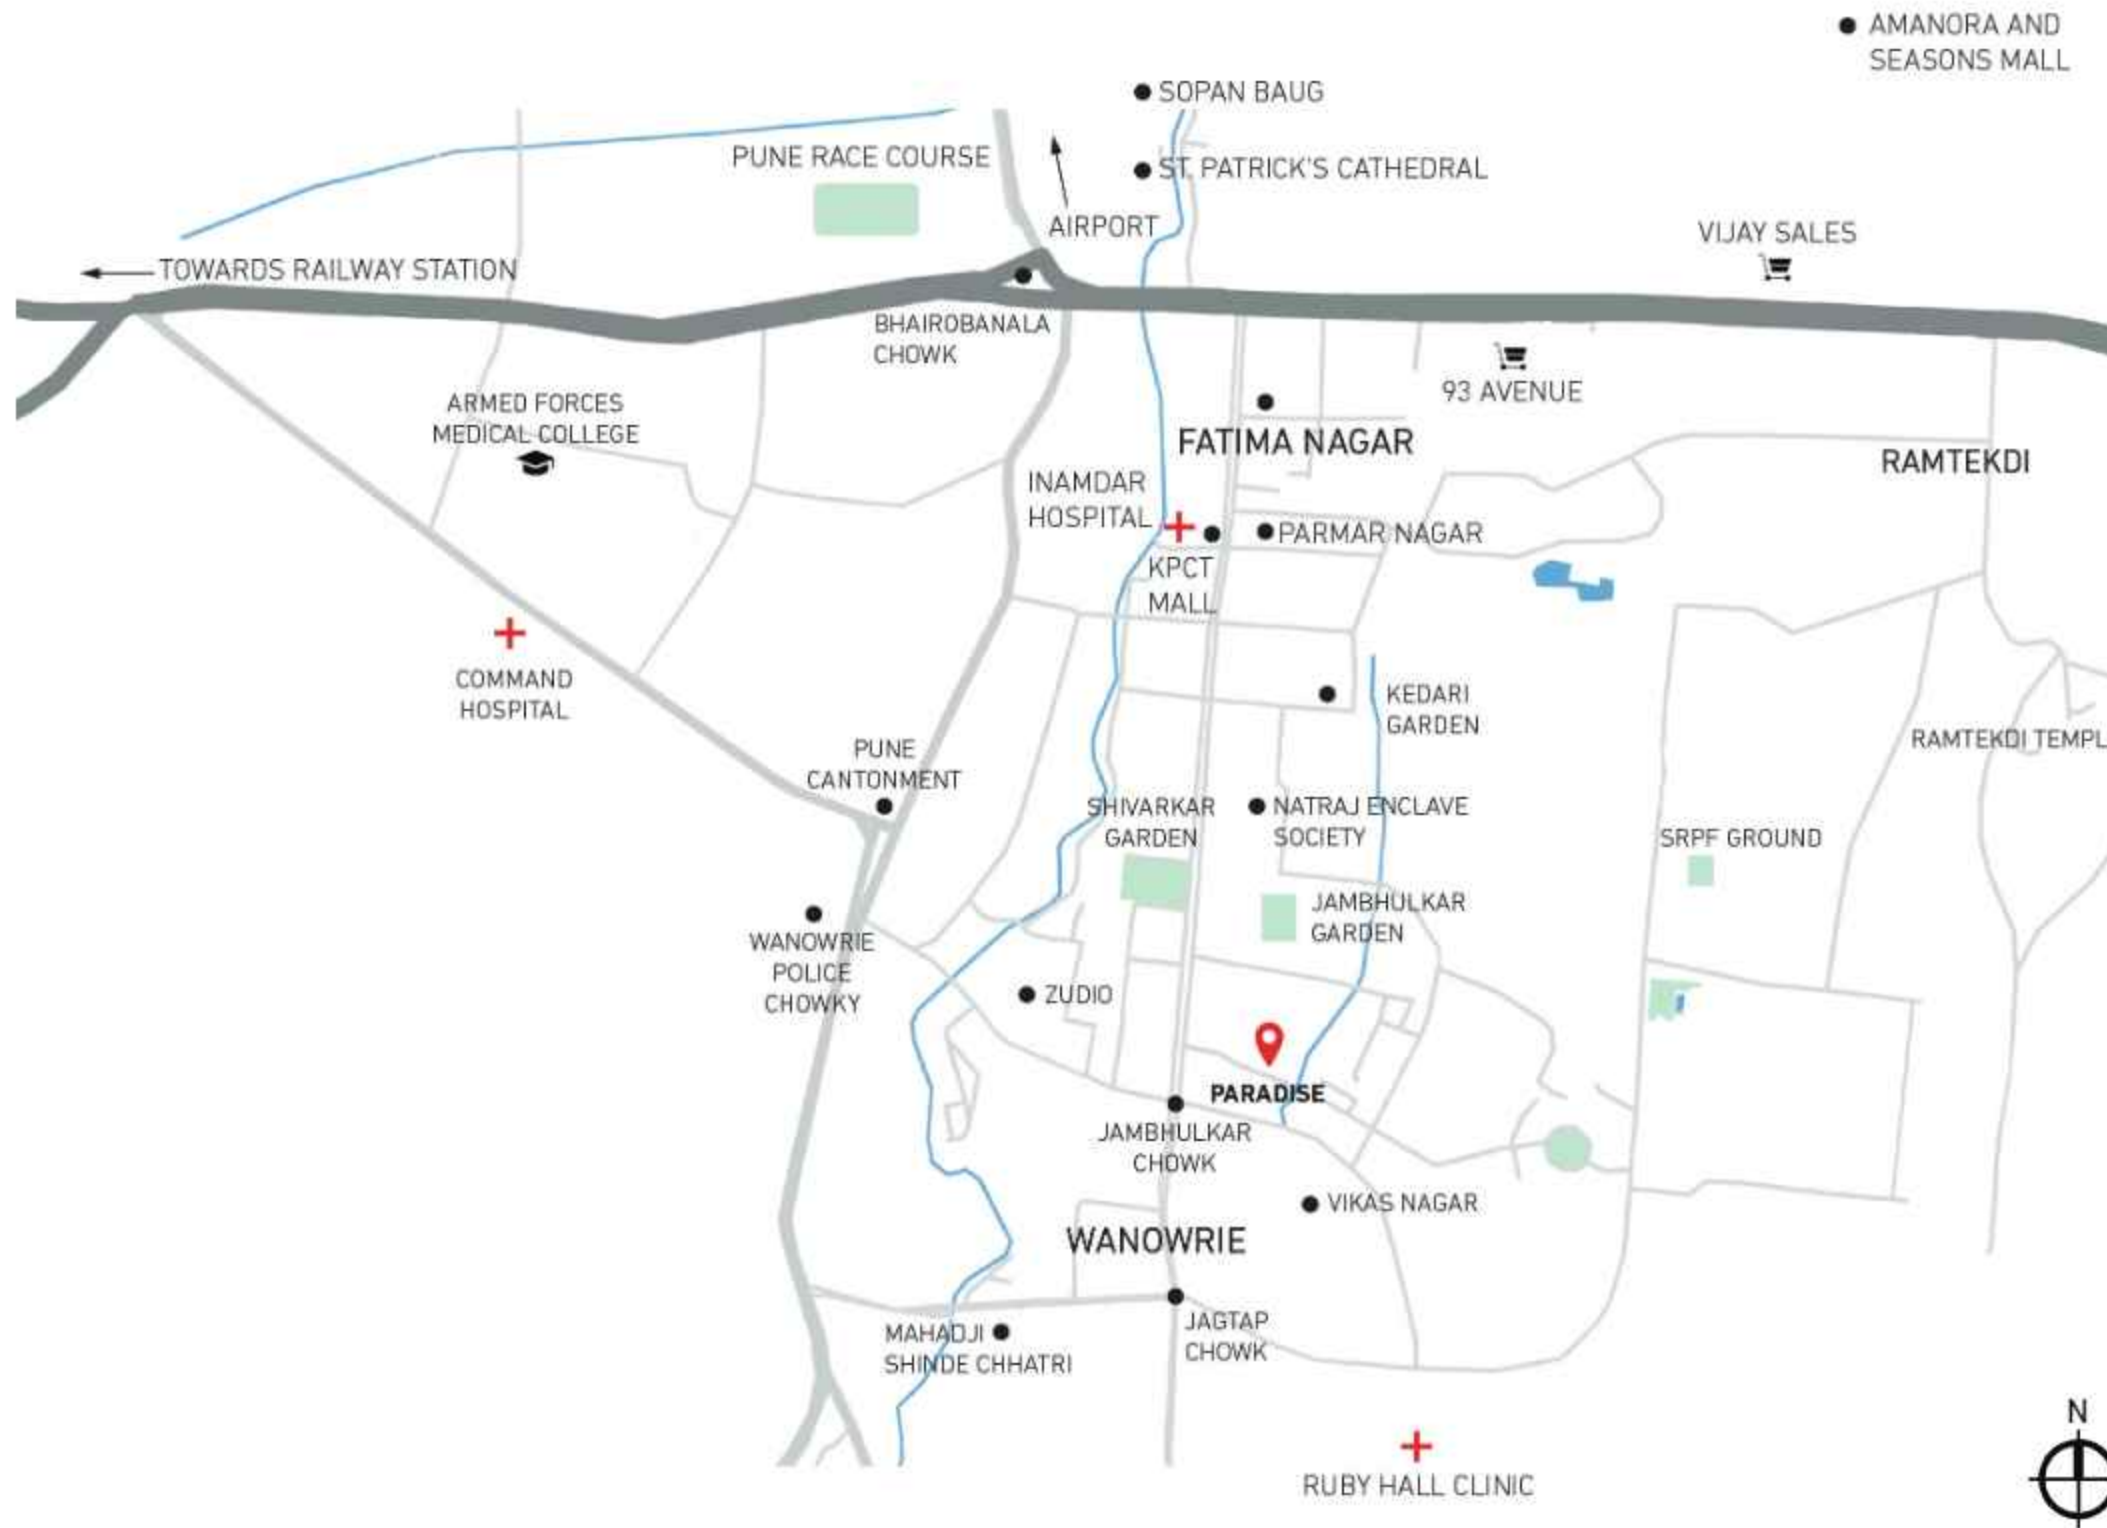 AMANORA AND
SEASONS MALL
SOPAN BAUG
PUNE RACE COURSE
ST. PATRICK'S CATHEDRAL
AIRPORT
VIJAY SALES
TOWARDS RAILWAY STATION
BHAIROBANALA
CHOWK
93 AVENUE
ARMED FORCES
MEDICAL COLLEGE
FATIMA NAGAR
RAMTEKDI
INAMDAR
HOSPITAL
PARMAR NAGAR
KPCT
MALL
COMMAND
HOSPITAL
KEDARI
GARDEN
PUNE
CANTONMENT
RAMTEKDI TEMPL
SHIVARKAR
GARDEN
NATRAJ ENCLAVE
SOCIETY
SRPF GROUND
JAMBHULKAR
GARDEN
WANOWRIE
POLICE
CHOWKY
ZUDIO
PARADISE
JAMBHULKAR
CHOWK
VIKAS NAGAR
WANOWRIE
JAGTAP
CHOWK
MAHADJI
SHINDE CHHATRI
N
RUBY HALL CLINIC